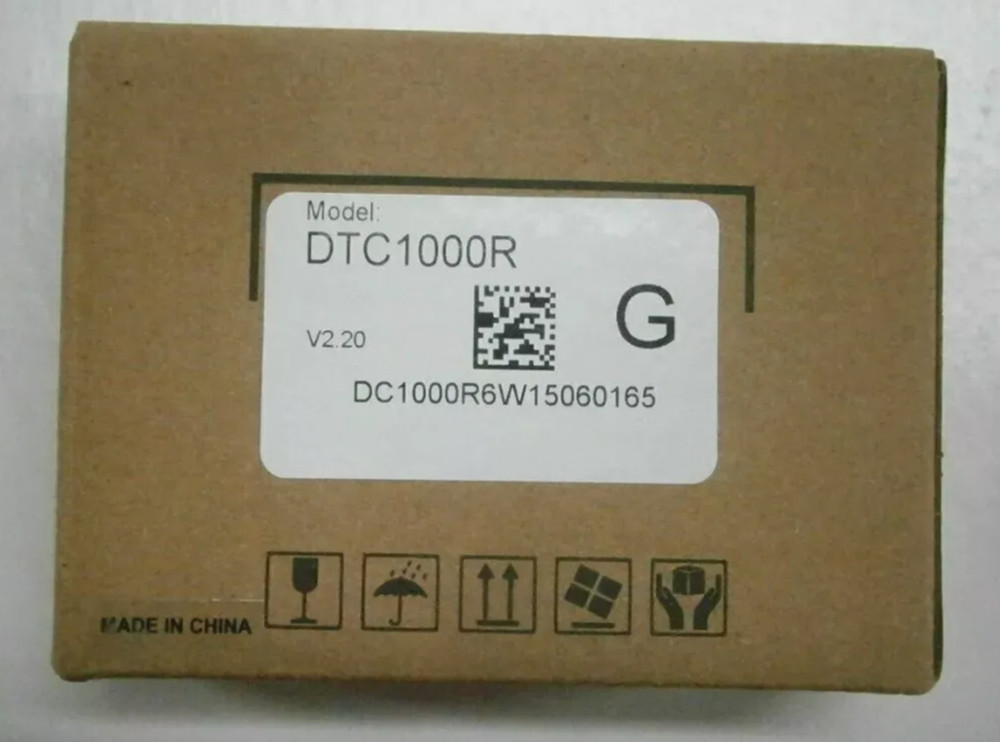 Model:
DTC1000R
G
V2.20
DC1000R6W15060165
MADE IN CHINA